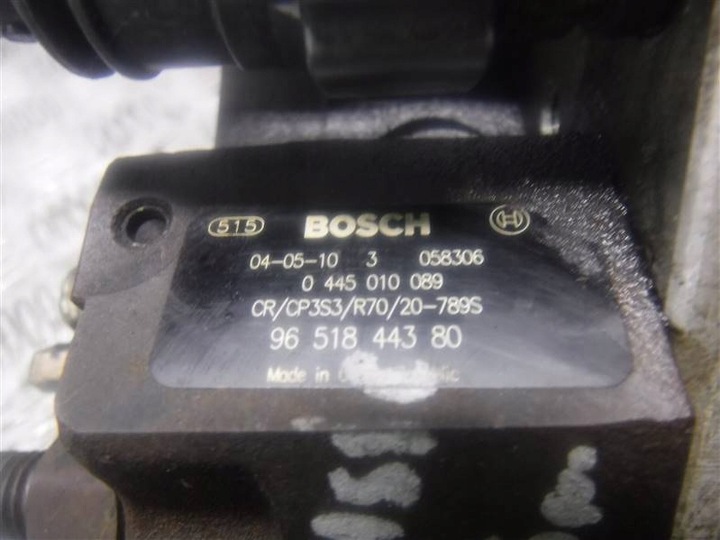 515 BOSCH
04-05-10 3 058306
0 445 010 089
CR/CP3S3/R70/20-789S
96 518 443 80
Made in